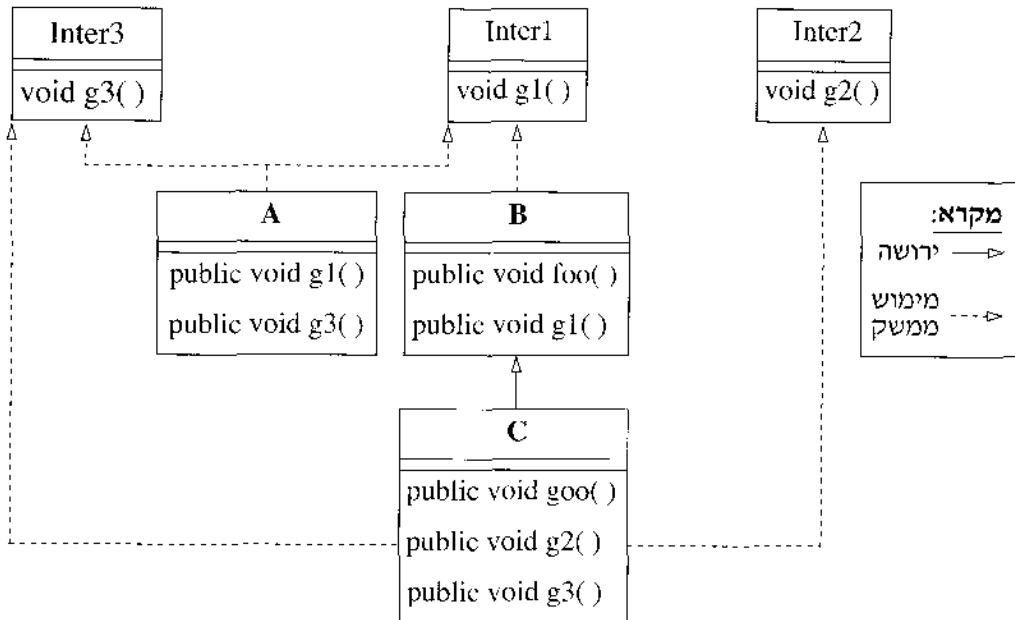 Inter3
void g3( )
Inter1
void g1( )
Inter2
void g2( )
A
public void g1( )
public void g3( )
B
public void foo( )
public void g1( )
C
public void goo( )
public void g2( )
public void g3( )
מקרא:
ירושה
מימוש
ממשק